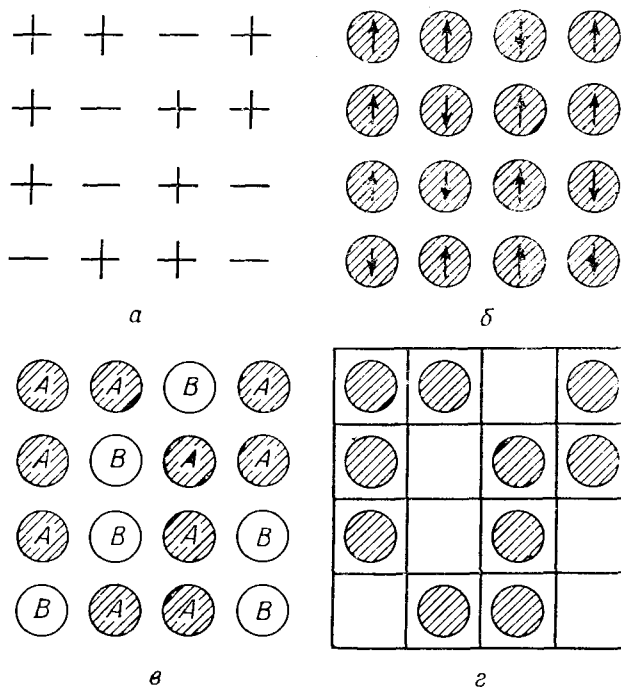 + + − +
+ − + +
+ − + −
− + + −
а
б
A A B A
A B A A
A B A B
B A A B
в
г